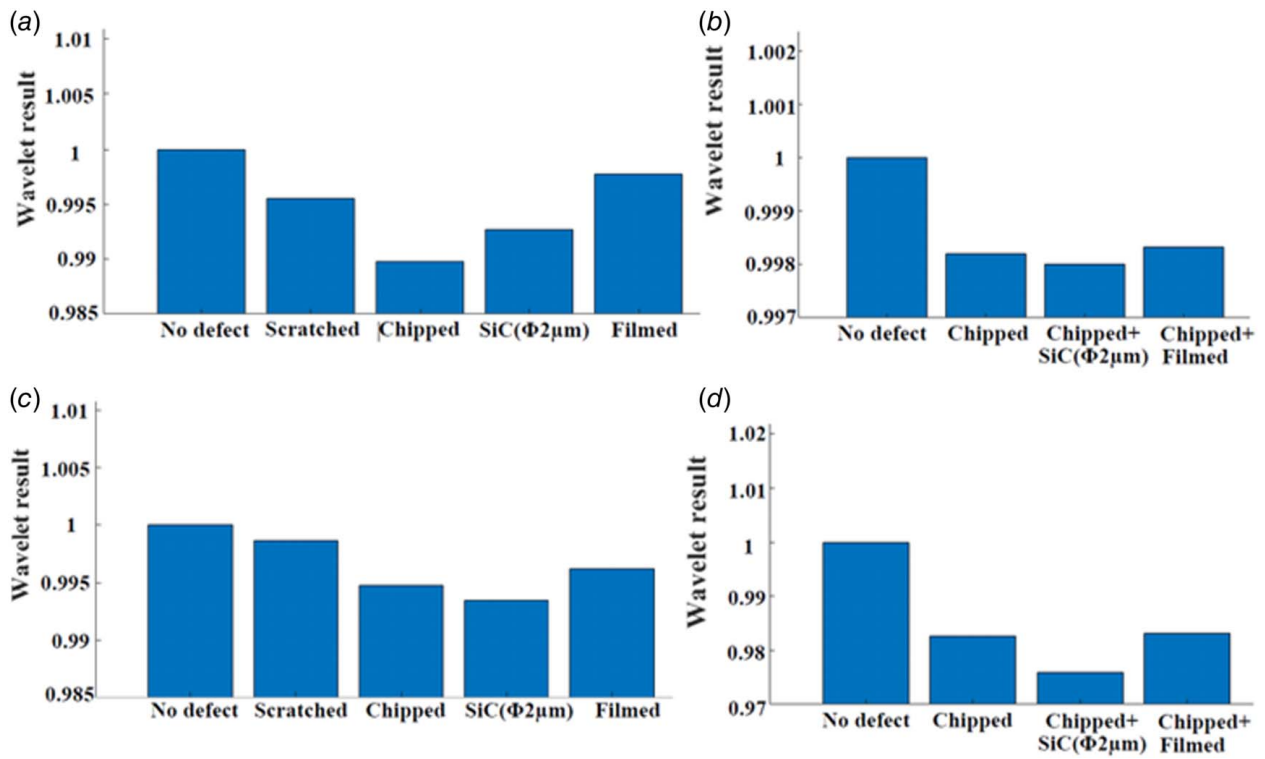 (a)
Wavelet result
1.01
1.005
1
0.995
0.99
0.985
No defect Scratched Chipped SiC(Φ2µm) Filmed
(b)
Wavelet result
1.002
1.001
1
0.999
0.998
0.997
No defect Chipped Chipped+ Chipped+
SiC(Φ2µm) Filmed
(c)
Wavelet result
1.01
1.005
1
0.995
0.99
0.985
No defect Scratched Chipped SiC(Φ2µm) Filmed
(d)
Wavelet result
1.02
1.01
1
0.99
0.98
0.97
No defect Chipped Chipped+ Chipped+
SiC(Φ2µm) Filmed